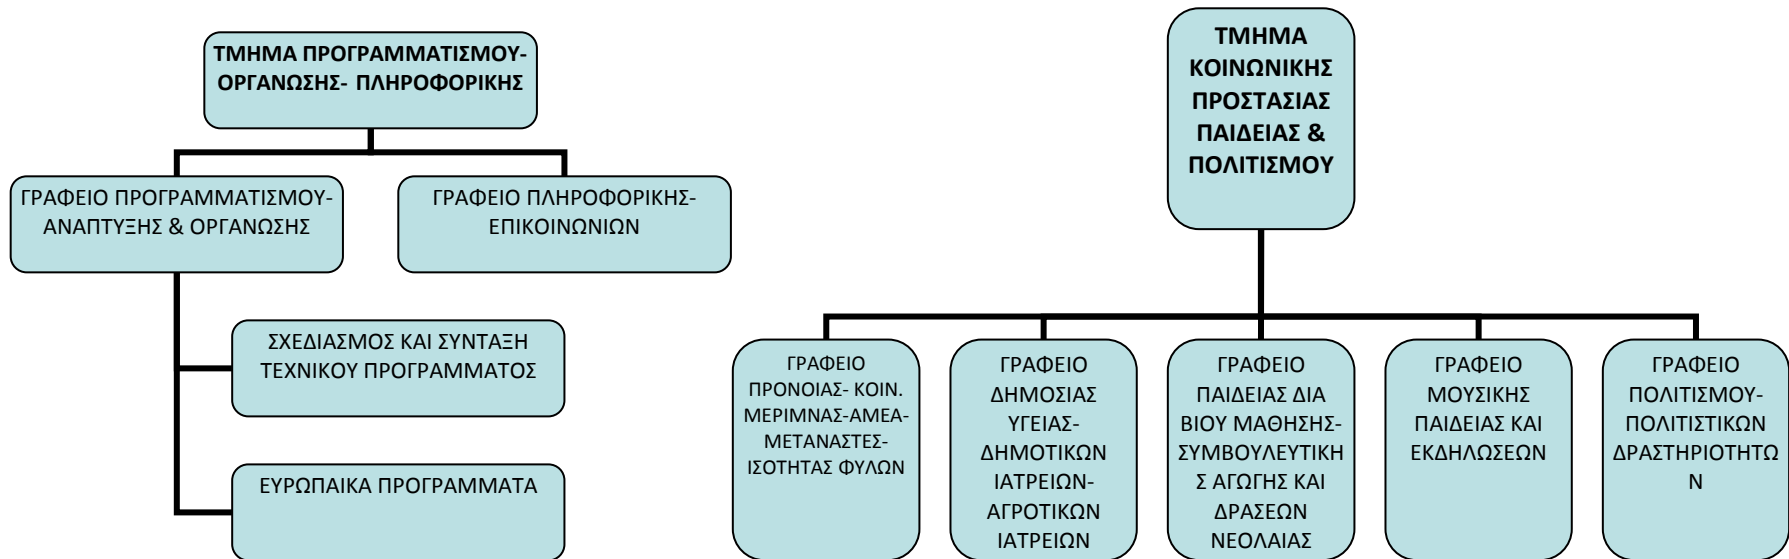 ΤΜΗΜΑ ΠΡΟΓΡΑΜΜΑΤΙΣΜΟΥ-
ΟΡΓΑΝΩΣΗΣ- ΠΛΗΡΟΦΟΡΙΚΗΣ
ΓΡΑΦΕΙΟ ΠΡΟΓΡΑΜΜΑΤΙΣΜΟΥ-
ΑΝΑΠΤΥΞΗΣ & ΟΡΓΑΝΩΣΗΣ
ΓΡΑΦΕΙΟ ΠΛΗΡΟΦΟΡΙΚΗΣ-
ΕΠΙΚΟΙΝΩΝΙΩΝ
ΣΧΕΔΙΑΣΜΟΣ ΚΑΙ ΣΥΝΤΑΞΗ
ΤΕΧΝΙΚΟΥ ΠΡΟΓΡΑΜΜΑΤΟΣ
ΕΥΡΩΠΑΙΚΑ ΠΡΟΓΡΑΜΜΑΤΑ
ΤΜΗΜΑ
ΚΟΙΝΩΝΙΚΗΣ
ΠΡΟΣΤΑΣΙΑΣ
ΠΑΙΔΕΙΑΣ &
ΠΟΛΙΤΙΣΜΟΥ
ΓΡΑΦΕΙΟ
ΠΡΟΝΟΙΑΣ- ΚΟΙΝ.
ΜΕΡΙΜΝΑΣ-ΑΜΕΑ-
ΜΕΤΑΝΑΣΤΕΣ-
ΙΣΟΤΗΤΑΣ ΦΥΛΩΝ
ΓΡΑΦΕΙΟ
ΔΗΜΟΣΙΑΣ
ΥΓΕΙΑΣ-
ΔΗΜΟΤΙΚΩΝ
ΙΑΤΡΕΙΩΝ-
ΑΓΡΟΤΙΚΩΝ
ΙΑΤΡΕΙΩΝ
ΓΡΑΦΕΙΟ
ΠΑΙΔΕΙΑΣ ΔΙΑ
ΒΙΟΥ ΜΑΘΗΣΗΣ-
ΣΥΜΒΟΥΛΕΥΤΙΚΗ
Σ ΑΓΩΓΗΣ ΚΑΙ
ΔΡΑΣΕΩΝ
ΝΕΟΛΑΙΑΣ
ΓΡΑΦΕΙΟ
ΜΟΥΣΙΚΗΣ
ΠΑΙΔΕΙΑΣ ΚΑΙ
ΕΚΔΗΛΩΣΕΩΝ
ΓΡΑΦΕΙΟ
ΠΟΛΙΤΙΣΜΟΥ-
ΠΟΛΙΤΙΣΤΙΚΩΝ
ΔΡΑΣΤΗΡΙΟΤΗΤΩ
Ν